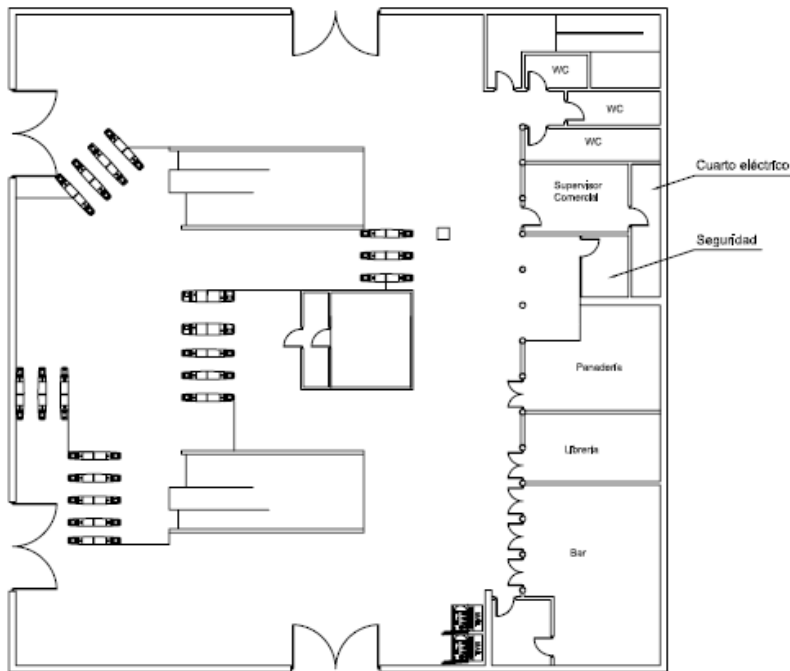 WC
WC
WC
Cuarto eléctrico
Supervisor
Comercial
Seguridad
Panadería
Librería
Bar